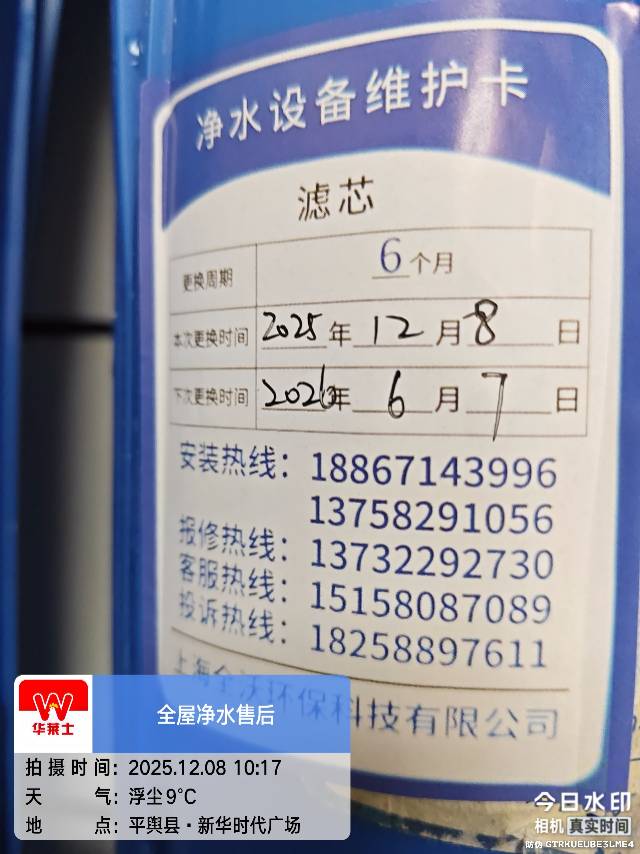 净水设备维护卡
滤芯
更换周期 6个月
本次更换时间 2025年 12月 8日
下次更换时间 2026年 6月 7日
安装热线：18867143996
13758291056
报修热线：13732292730
客服热线：15158087089
投诉热线：18258897611
环保科技有限公司
华莱士
全屋净水售后
拍摄时间：2025.12.08 10:17
天气：浮尘9℃
地点：平舆县·新华时代广场
今日水印
相机 真实时间
防伪 GTRKUEUBE3LME4